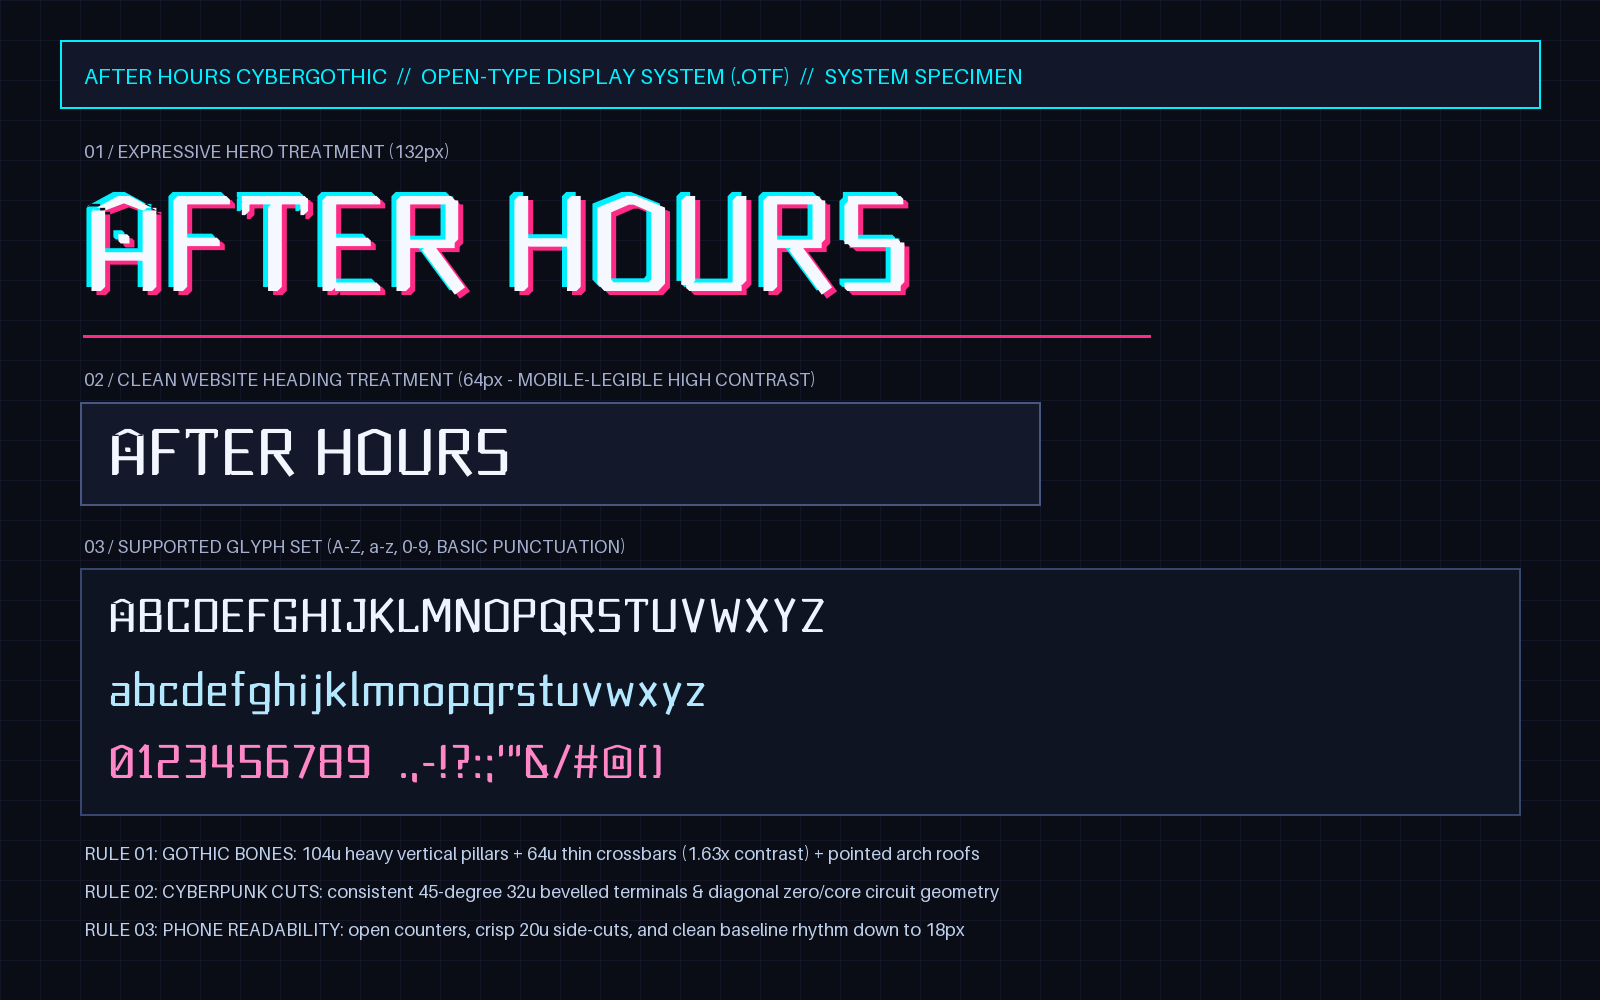 AFTER HOURS CYBERGOTHIC // OPEN-TYPE DISPLAY SYSTEM (.OTF) // SYSTEM SPECIMEN
01 / EXPRESSIVE HERO TREATMENT (132px)
AFTER HOURS
02 / CLEAN WEBSITE HEADING TREATMENT (64px - MOBILE-LEGIBLE HIGH CONTRAST)
AFTER HOURS
03 / SUPPORTED GLYPH SET (A-Z, a-z, 0-9, BASIC PUNCTUATION)
ABCDEFGHIJKLMNOPQRSTUVWXYZ
abcdefghijklmnopqrstuvwxyz
0123456789 .,-!?:;'"&/#@()
RULE 01: GOTHIC BONES: 104u heavy vertical pillars + 64u thin crossbars (1.63x contrast) + pointed arch roofs
RULE 02: CYBERPUNK CUTS: consistent 45-degree 32u bevelled terminals & diagonal zero/core circuit geometry
RULE 03: PHONE READABILITY: open counters, crisp 20u side-cuts, and clean baseline rhythm down to 18px